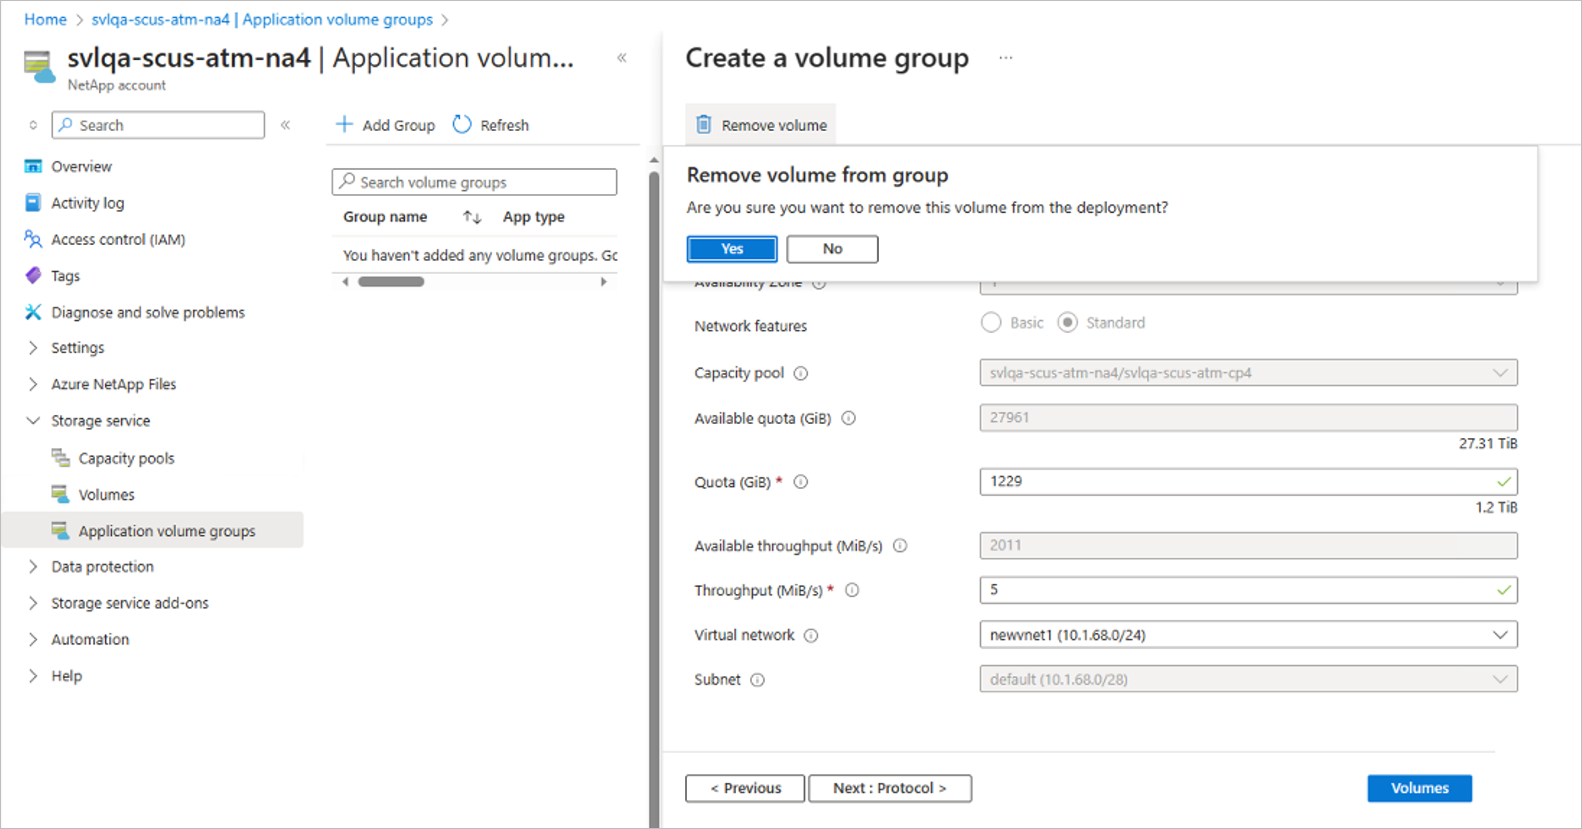 Home > svlqa-scus-atm-na4 | Application volume groups >
svlqa-scus-atm-na4 | Application volum...
NetApp account
Search
Overview
Activity log
Access control (IAM)
Tags
Diagnose and solve problems
Settings
Azure NetApp Files
Storage service
Capacity pools
Volumes
Application volume groups
Data protection
Storage service add-ons
Automation
Help
Add Group
Refresh
Search volume groups
Group name
App type
You haven't added any volume groups. Gc
Create a volume group
...
Remove volume
Remove volume from group
Are you sure you want to remove this volume from the deployment?
Yes
No
Availability Zone
1
Network features
Basic
Standard
Capacity pool
svlqa-scus-atm-na4/svlqa-scus-atm-cp4
Available quota (GiB)
27961
27.31 TiB
Quota (GiB) *
1229
1.2 TiB
Available throughput (MiB/s)
2011
Throughput (MiB/s) *
5
Virtual network
newvnet1 (10.1.68.0/24)
Subnet
default (10.1.68.0/28)
< Previous
Next : Protocol >
Volumes